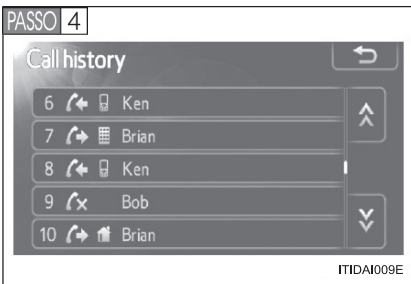 PASSO 4
Call history
6 Ken
7 Brian
8 Ken
9 Bob
10 Brian
ITIDAI009E